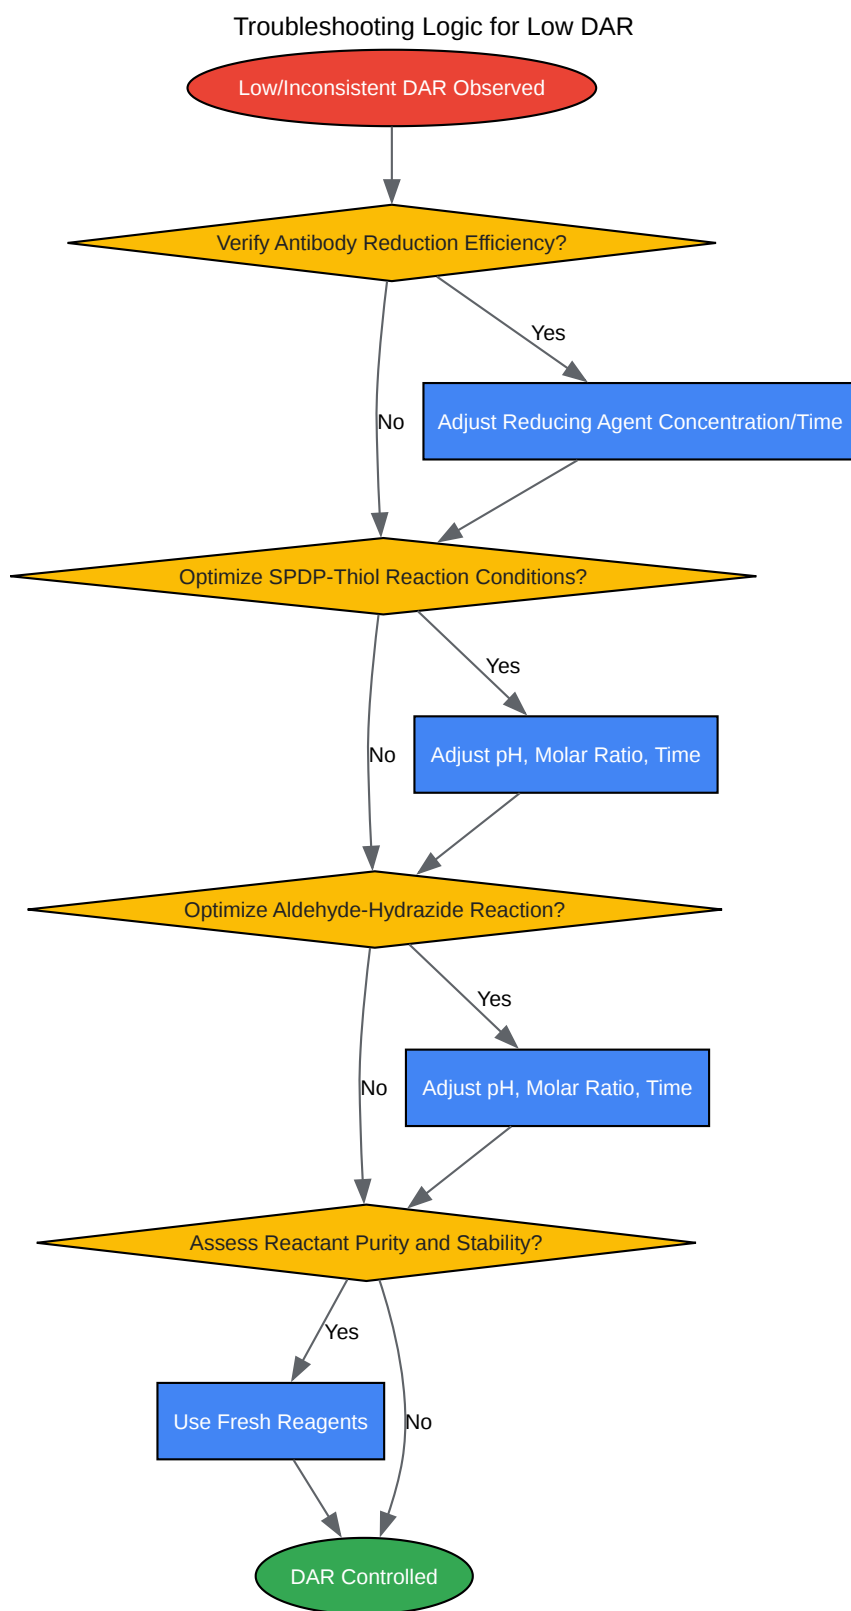 Troubleshooting Logic for Low DAR
Low/Inconsistent DAR Observed
Verify Antibody Reduction Efficiency?
Yes
No
Adjust Reducing Agent Concentration/Time
Optimize SPDP-Thiol Reaction Conditions?
Yes
No
Adjust pH, Molar Ratio, Time
Optimize Aldehyde-Hydrazide Reaction?
Yes
No
Adjust pH, Molar Ratio, Time
Assess Reactant Purity and Stability?
Yes
Use Fresh Reagents
No
DAR Controlled